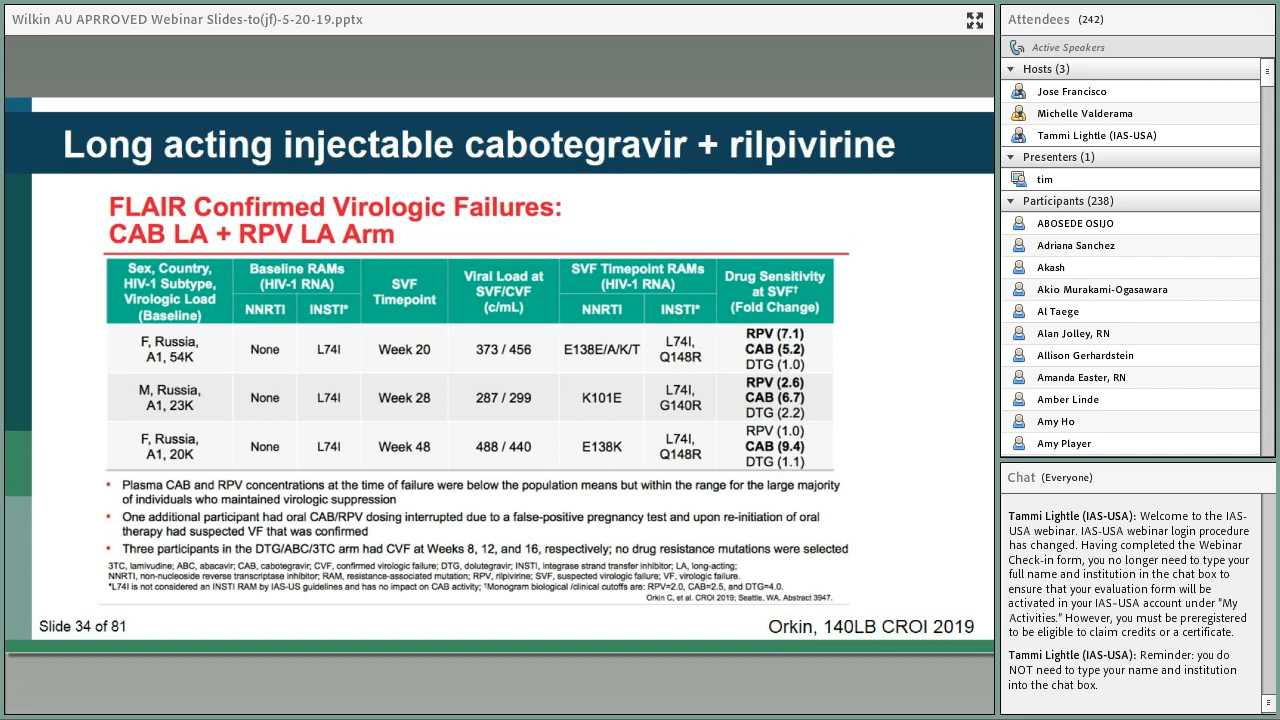 Wilkin AU APRROVED Webinar Slides-to(jf)-5-20-19.pptx
Long acting injectable cabotegravir + rilpivirine
FLAIR Confirmed Virologic Failures:
CAB LA + RPV LA Arm
Sex, Country,
HIV-1 Subtype,
Virologic Load
(Baseline)
Baseline RAMs
(HIV-1 RNA)
NNRTI
INSTI*
SVF
Timepoint
Viral Load at
SVF/CVF
(c/mL)
SVF Timepoint RAMs
(HIV-1 RNA)
NNRTI
INSTI*
Drug Sensitivity
at SVF†
(Fold Change)
F, Russia,
A1, 54K
None
L74I
Week 20
373 / 456
E138E/A/K/T
L74I,
Q148R
RPV (7.1)
CAB (5.2)
DTG (1.0)
M, Russia,
A1, 23K
None
L74I
Week 28
287 / 299
K101E
L74I,
G140R
RPV (2.6)
CAB (6.7)
DTG (2.2)
F, Russia,
A1, 20K
None
L74I
Week 48
488 / 440
E138K
L74I,
Q148R
RPV (1.0)
CAB (9.4)
DTG (1.1)
• Plasma CAB and RPV concentrations at the time of failure were below the population means but within the range for the large majority
of individuals who maintained virologic suppression
• One additional participant had oral CAB/RPV dosing interrupted due to a false-positive pregnancy test and upon re-initiation of oral
therapy had suspected VF that was confirmed
• Three participants in the DTG/ABC/3TC arm had CVF at Weeks 8, 12, and 16, respectively; no drug resistance mutations were selected
3TC, lamivudine; ABC, abacavir; CAB, cabotegravir; CVF, confirmed virologic failure; DTG, dolutegravir; INSTI, integrase strand transfer inhibitor; LA, long-acting;
NNRTI, non-nucleoside reverse transcriptase inhibitor; RAM, resistance-associated mutation; RPV, rilpivirine; SVF, suspected virologic failure; VF, virologic failure.
*L74I is not considered an INSTI RAM by IAS-US guidelines and has no impact on CAB activity; †Monogram biological /clinical cutoffs are: RPV=2.0, CAB=2.5, and DTG=4.0.
Orkin C, et al. CROI 2019; Seattle, WA. Abstract 3947.
Slide 34 of 81
Orkin, 140LB CROI 2019
Attendees (242)
Active Speakers
Hosts (3)
Jose Francisco
Michelle Valderama
Tammi Lightle (IAS-USA)
Presenters (1)
tim
Participants (238)
ABOSEDE OSIJO
Adriana Sanchez
Akash
Akio Murakami-Ogasawara
Al Taege
Alan Jolley, RN
Allison Gerhardstein
Amanda Easter, RN
Amber Linde
Amy Ho
Amy Player
Chat (Everyone)
Tammi Lightle (IAS-USA): Welcome to the IAS-
USA webinar. IAS-USA webinar login procedure
has changed. Having completed the Webinar
Check-in form, you no longer need to type your
full name and institution in the chat box to
ensure that your evaluation form will be
activated in your IAS-USA account under "My
Activities." However, you must be preregistered
to be eligible to claim credits or a certificate.
Tammi Lightle (IAS-USA): Reminder: you do
NOT need to type your name and institution
into the chat box.